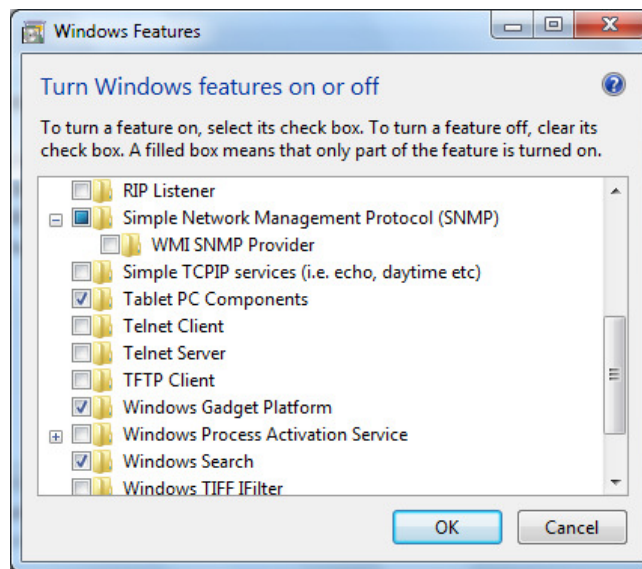 Windows Features
Turn Windows features on or off
To turn a feature on, select its check box. To turn a feature off, clear its
check box. A filled box means that only part of the feature is turned on.
RIP Listener
Simple Network Management Protocol (SNMP)
WMI SNMP Provider
Simple TCPIP services (i.e. echo, daytime etc)
Tablet PC Components
Telnet Client
Telnet Server
TFTP Client
Windows Gadget Platform
Windows Process Activation Service
Windows Search
Windows TIFF IFilter
OK
Cancel